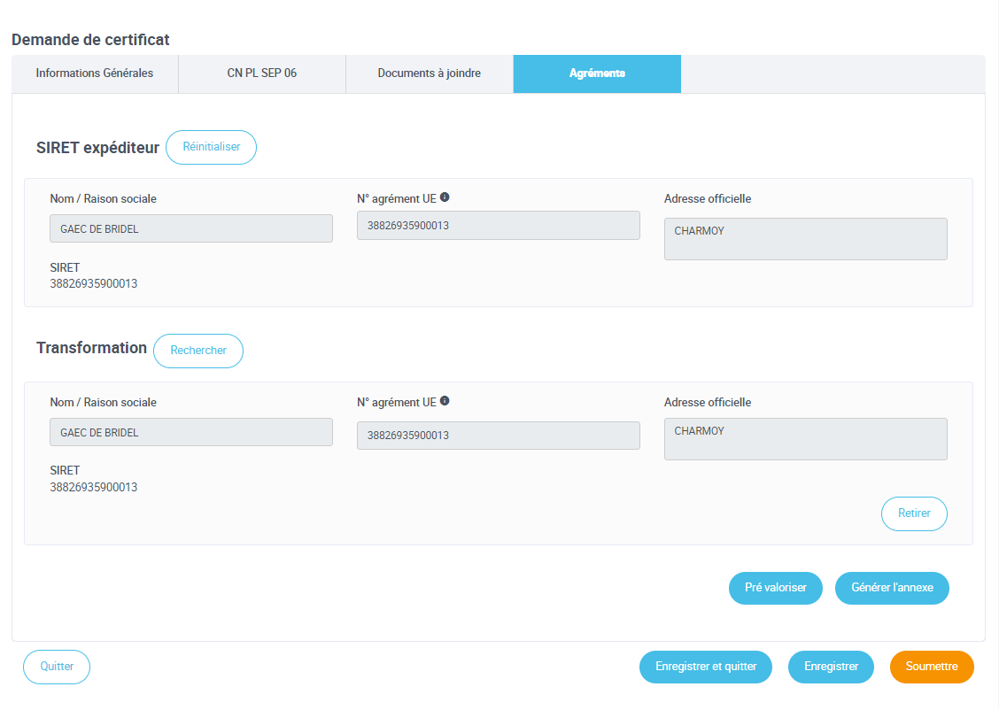 Demande de certificat
Informations Générales
CN PL SEP 06
Documents à joindre
Agréments
SIRET expéditeur
Réinitialiser
Nom / Raison sociale
N° agrément UE
Adresse officielle
GAEC DE BRIDEL
38826935900013
CHARMOY
SIRET
38826935900013
Transformation
Rechercher
Nom / Raison sociale
N° agrément UE
Adresse officielle
GAEC DE BRIDEL
38826935900013
CHARMOY
SIRET
38826935900013
Retirer
Pré valoriser
Générer l'annexe
Quitter
Enregistrer et quitter
Enregistrer
Soumettre